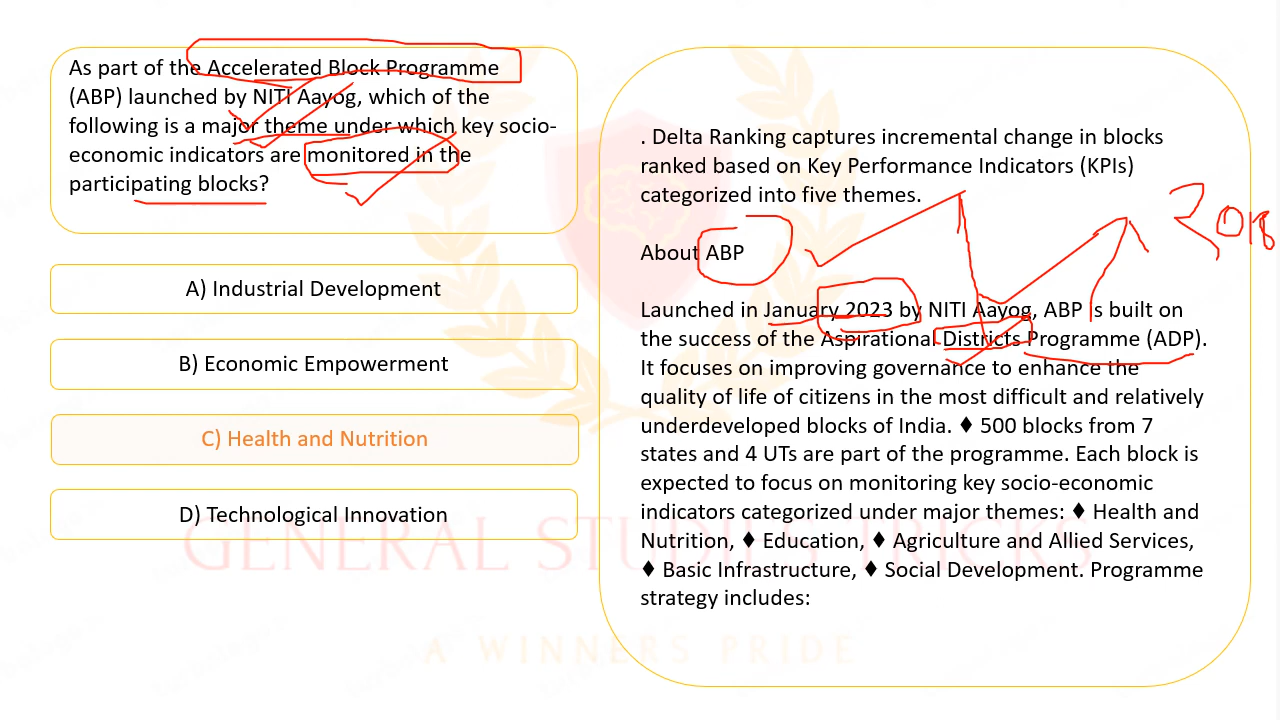 As part of the Accelerated Block Programme
(ABP) launched by NITI Aayog, which of the
following is a major theme under which key socio-
economic indicators are monitored in the
participating blocks?
A) Industrial Development
B) Economic Empowerment
C) Health and Nutrition
D) Technological Innovation
. Delta Ranking captures incremental change in blocks
ranked based on Key Performance Indicators (KPIs)
categorized into five themes.
About ABP
2018
Launched in January 2023 by NITI Aayog, ABP is built on
the success of the Aspirational Districts Programme (ADP).
It focuses on improving governance to enhance the
quality of life of citizens in the most difficult and relatively
underdeveloped blocks of India. ♦ 500 blocks from 7
states and 4 UTs are part of the programme. Each block is
expected to focus on monitoring key socio-economic
indicators categorized under major themes: ♦ Health and
Nutrition, ♦ Education, ♦ Agriculture and Allied Services,
♦ Basic Infrastructure, ♦ Social Development. Programme
strategy includes:
GENERAL STUDIES TRICKS
A WINNERS PRIDE